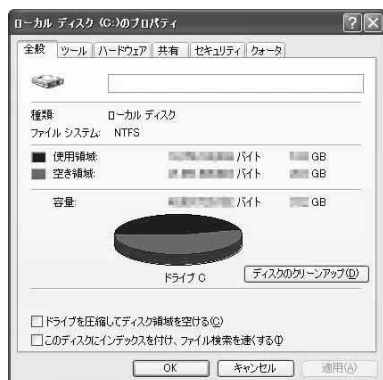 ローカル ディスク (C:)のプロパティ
全般 ツール ハードウェア 共有 セキュリティ クォータ
種類: ローカル ディスク
ファイル システム: NTFS
使用領域: バイト GB
空き領域: バイト GB
容量: バイト GB
ドライブ C
ディスクのクリーンアップ(D)
ドライブを圧縮してディスク領域を空ける(C)
このディスクにインデックスを付け、ファイル検索を速くする(I)
OK キャンセル 適用(A)